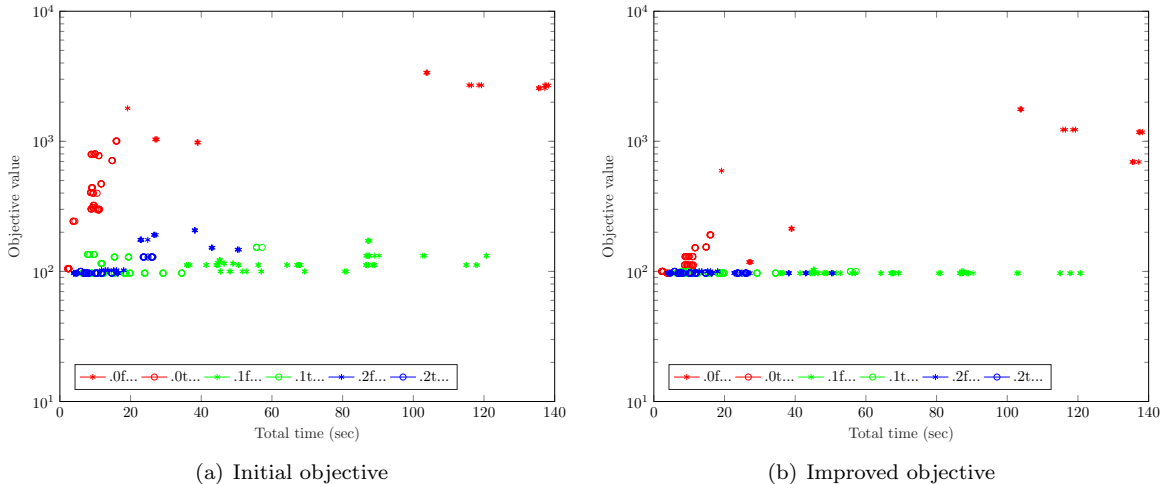 10^4
10^3
10^2
10^1
Objective value
0 20 40 60 80 100 120 140
Total time (sec)
.0f... .0t... .1f... .1t... .2f... .2t...
(a) Initial objective
10^4
10^3
10^2
10^1
Objective value
0 20 40 60 80 100 120 140
Total time (sec)
.0f... .0t... .1f... .1t... .2f... .2t...
(b) Improved objective